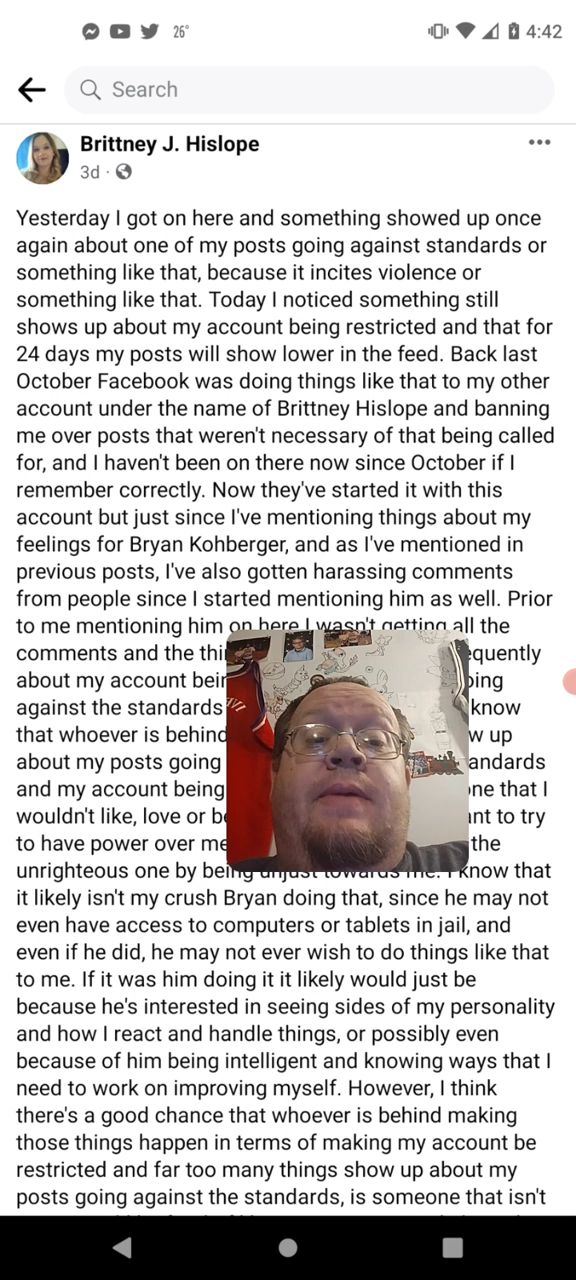 26°
4:42
Search
Brittney J. Hislope
3d
Yesterday I got on here and something showed up once
again about one of my posts going against standards or
something like that, because it incites violence or
something like that. Today I noticed something still
shows up about my account being restricted and that for
24 days my posts will show lower in the feed. Back last
October Facebook was doing things like that to my other
account under the name of Brittney Hislope and banning
me over posts that weren't necessary of that being called
for, and I haven't been on there now since October if I
remember correctly. Now they've started it with this
account but just since I've mentioning things about my
feelings for Bryan Kohberger, and as I've mentioned in
previous posts, I've also gotten harassing comments
from people since I started mentioning him as well. Prior
to me mentioning him on here I wasn't getting all the
comments and the
about my account
against the standards know
that whoever is behind up
about my posts going
and my account being that I
wouldn't like, love or to try
to have power over me the
unrighteous one by being unjust towards me. I know that
it likely isn't my crush Bryan doing that, since he may not
even have access to computers or tablets in jail, and
even if he did, he may not ever wish to do things like that
to me. If it was him doing it it likely would just be
because he's interested in seeing sides of my personality
and how I react and handle things, or possibly even
because of him being intelligent and knowing ways that I
need to work on improving myself. However, I think
there's a good chance that whoever is behind making
those things happen in terms of making my account be
restricted and far too many things show up about my
posts going against the standards, is someone that isn't